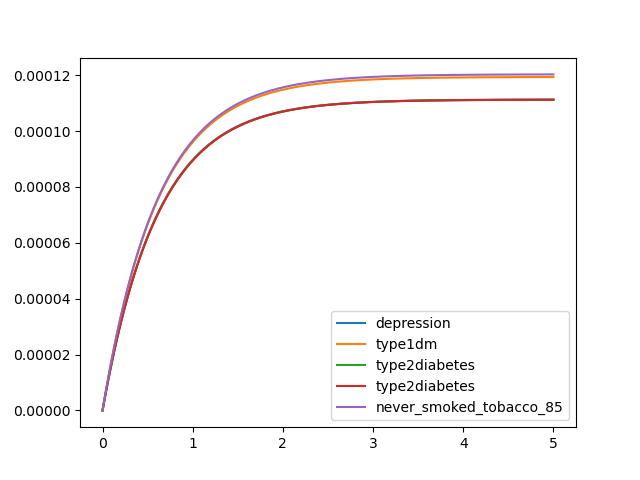 0.00012
0.00010
0.00008
0.00006
0.00004
0.00002
0.00000
depression
type1dm
type2diabetes
type2diabetes
never_smoked_tobacco_85
0 1 2 3 4 5